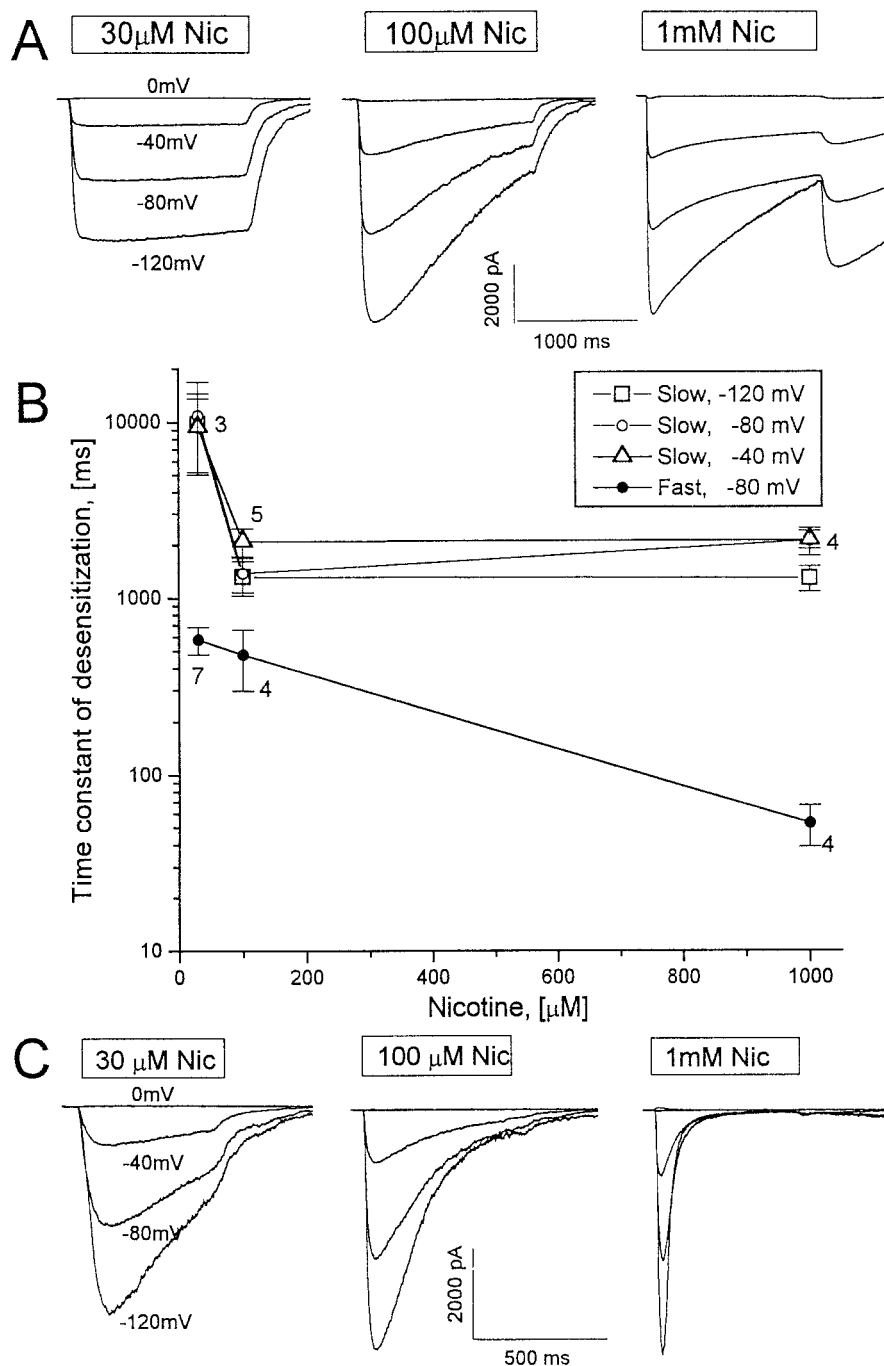 A
30μM Nic
100μM Nic
1mM Nic
0mV
-40mV
-80mV
-120mV
2000 pA
1000 ms
B
Time constant of desensitization, [ms]
10000
1000
100
10
3
5
4
7
4
4
Slow, -120 mV
Slow, -80 mV
Slow, -40 mV
Fast, -80 mV
0
200
400
600
800
1000
Nicotine, [μM]
C
30 μM Nic
100 μM Nic
1mM Nic
0mV
-40mV
-80mV
-120mV
2000 pA
500 ms